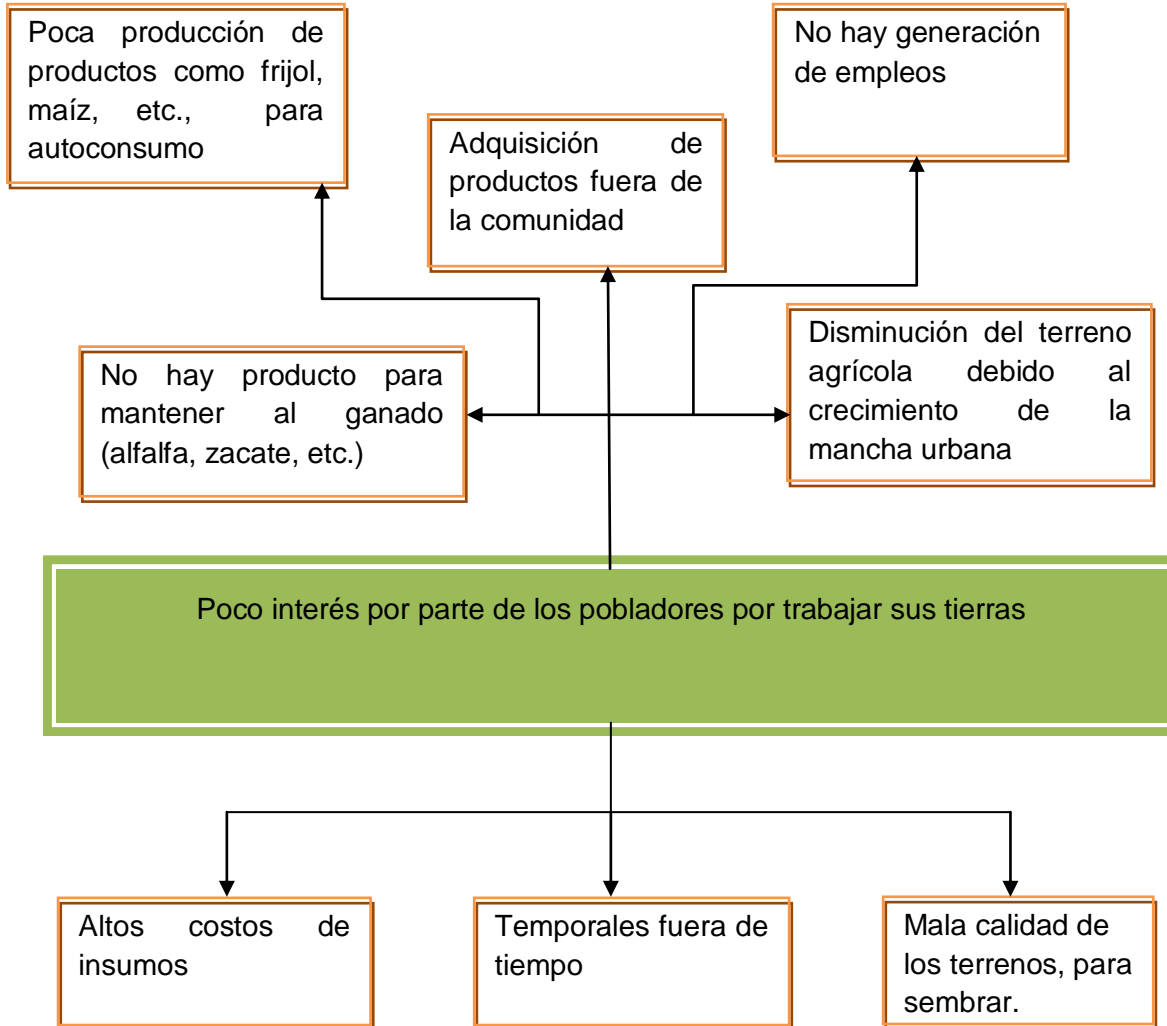 Poca producción de
productos como frijol,
maíz, etc., para
autoconsumo
No hay generación
de empleos
Adquisición de
productos fuera de
la comunidad
No hay producto para
mantener al ganado
(alfalfa, zacate, etc.)
Disminución del terreno
agrícola debido al
crecimiento de la
mancha urbana
Poco interés por parte de los pobladores por trabajar sus tierras
Altos costos de
insumos
Temporales fuera de
tiempo
Mala calidad de
los terrenos, para
sembrar.